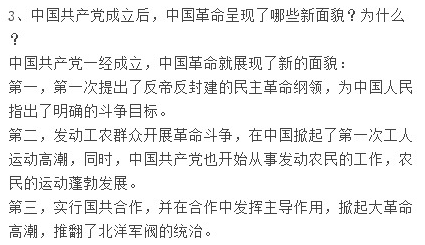 3、中国共产党成立后，中国革命呈现了哪些新面貌？为什么
？
中国共产党一经成立，中国革命就展现了新的面貌：
第一，第一次提出了反帝反封建的民主革命纲领，为中国人民
指出了明确的斗争目标。
第二，发动工农群众开展革命斗争，在中国掀起了第一次工人
运动高潮，同时，中国共产党也开始从事发动农民的工作，农
民的运动蓬勃发展。
第三，实行国共合作，并在合作中发挥主导作用，掀起大革命
高潮，推翻了北洋军阀的统治。